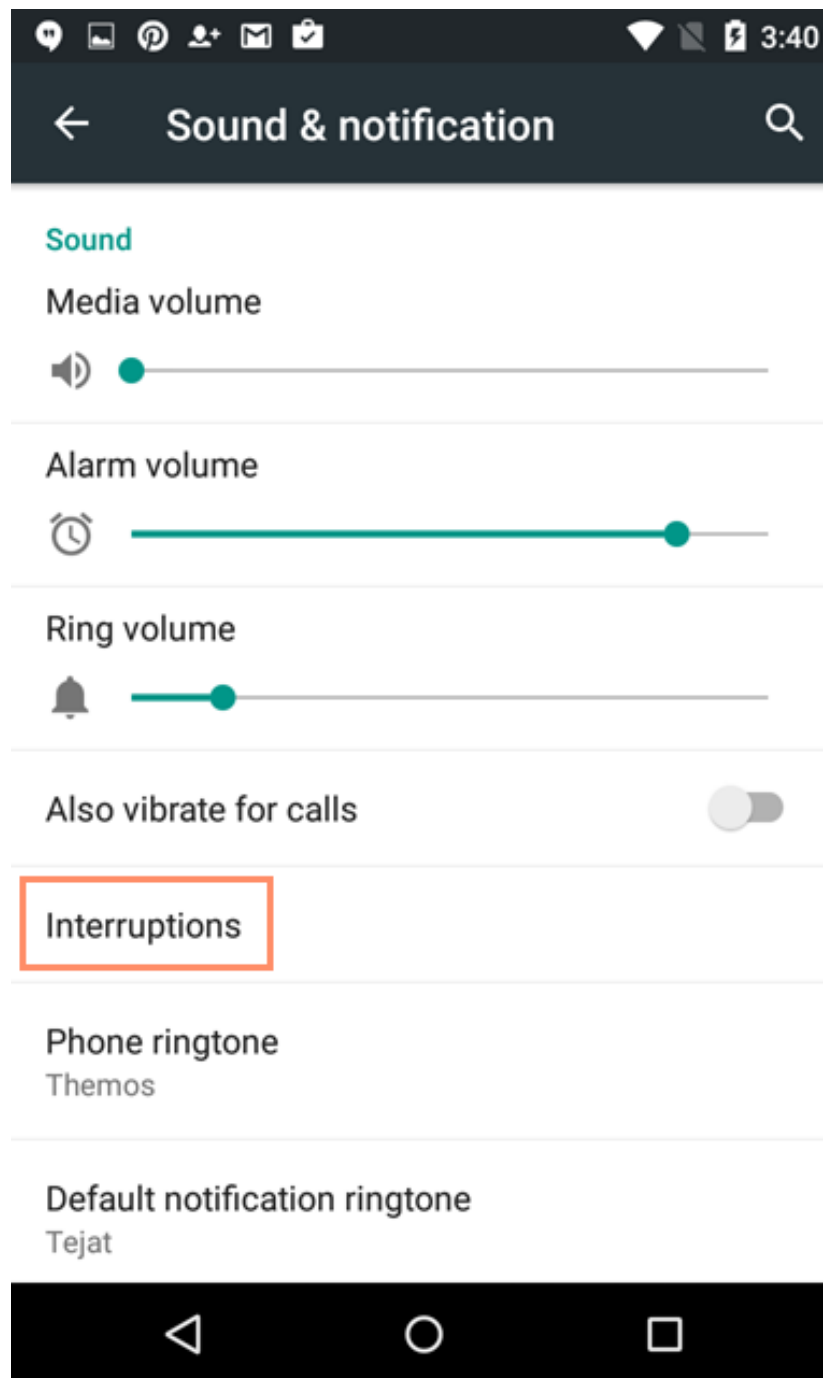 3:40
Sound & notification
Sound
Media volume
Alarm volume
Ring volume
Also vibrate for calls
Interruptions
Phone ringtone
Themos
Default notification ringtone
Tejat